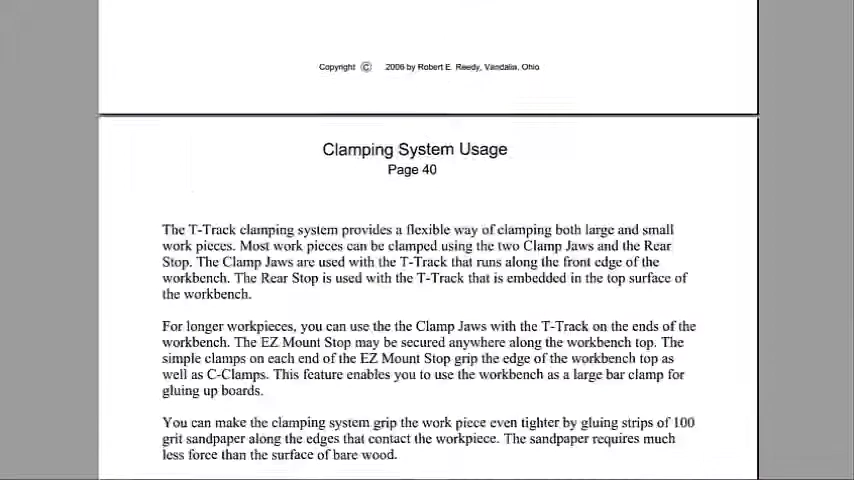 Copyright © 2006 by Robert E. Reedy, Vandalia, Ohio
Clamping System Usage
Page 40
The T-Track clamping system provides a flexible way of clamping both large and small
work pieces. Most work pieces can be clamped using the two Clamp Jaws and the Rear
Stop. The Clamp Jaws are used with the T-Track that runs along the front edge of the
workbench. The Rear Stop is used with the T-Track that is embedded in the top surface of
the workbench.
For longer workpieces, you can use the the Clamp Jaws with the T-Track on the ends of the
workbench. The EZ Mount Stop may be secured anywhere along the workbench top. The
simple clamps on each end of the EZ Mount Stop grip the edge of the workbench top as
well as C-Clamps. This feature enables you to use the workbench as a large bar clamp for
gluing up boards.
You can make the clamping system grip the work piece even tighter by gluing strips of 100
grit sandpaper along the edges that contact the workpiece. The sandpaper requires much
less force than the surface of bare wood.